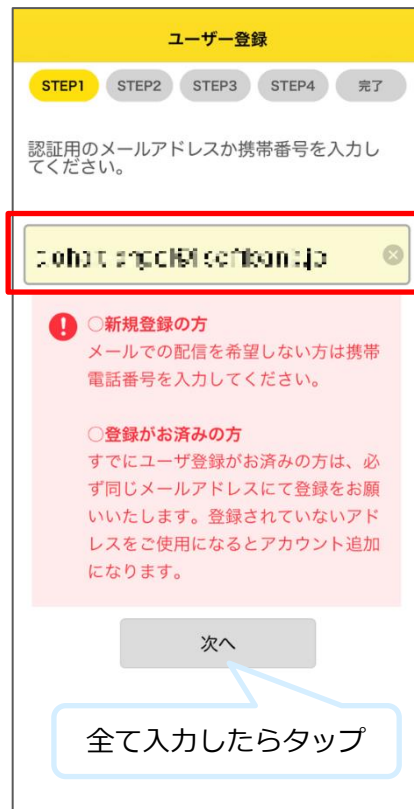 ユーザー登録
STEP1 STEP2 STEP3 STEP4 完了
認証用のメールアドレスか携帯番号を入力し
てください。
○新規登録の方
メールでの配信を希望しない方は携帯
電話番号を入力してください。
○登録がお済みの方
すでにユーザ登録がお済みの方は、必
ず同じメールアドレスにて登録をお願
いいたします。登録されていないアド
レスをご使用になるとアカウント追加
になります。
次へ
全て入力したらタップ